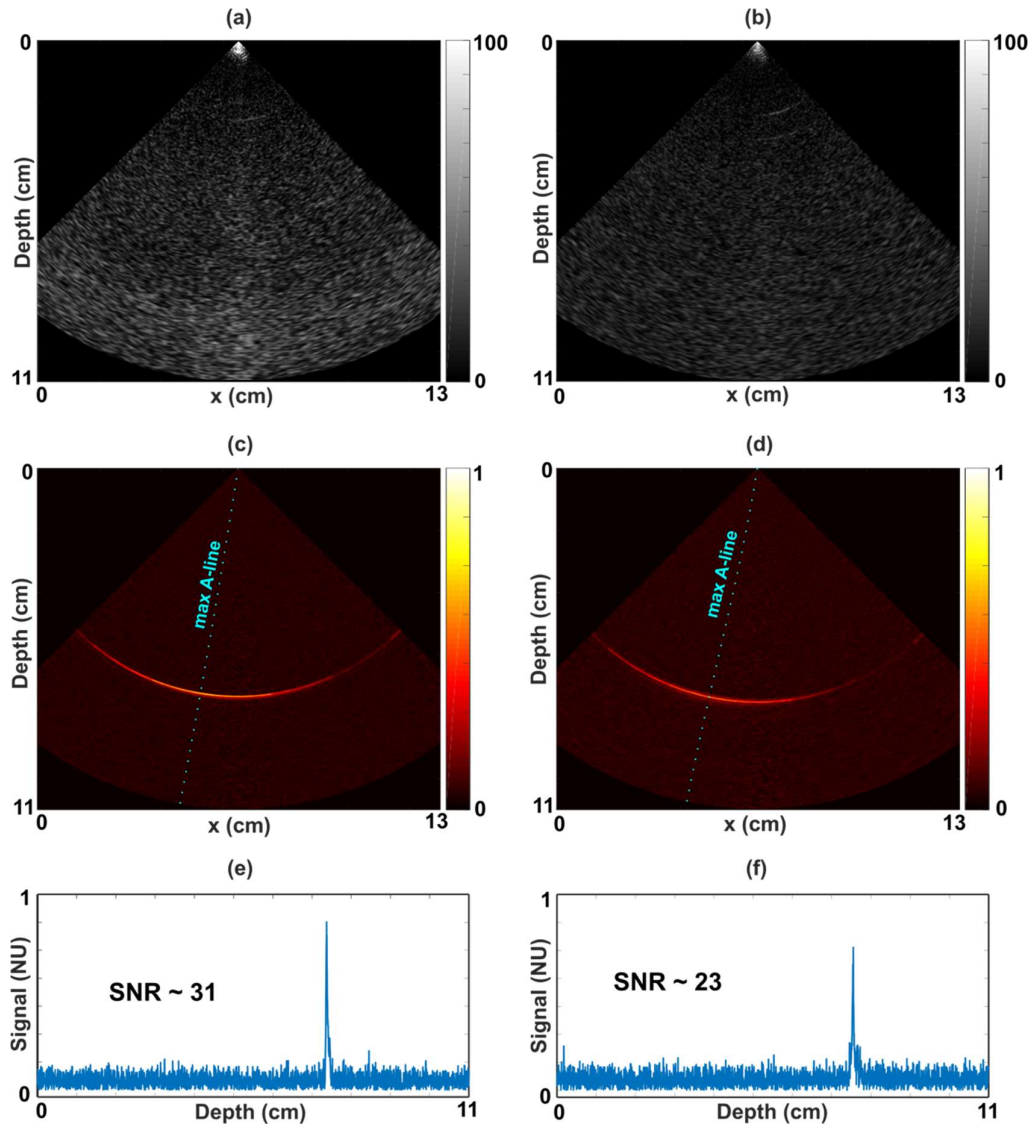 (a)
(b)
0
100
0
100
Depth (cm)
Depth (cm)
11
0
11
0
0
x (cm)
13
0
x (cm)
13
(c)
(d)
0
1
0
1
max A-line
max A-line
Depth (cm)
Depth (cm)
11
0
11
0
0
x (cm)
13
0
x (cm)
13
(e)
(f)
1
1
Signal (NU)
SNR ~ 31
Signal (NU)
SNR ~ 23
0
0
0
Depth (cm)
11
0
Depth (cm)
11